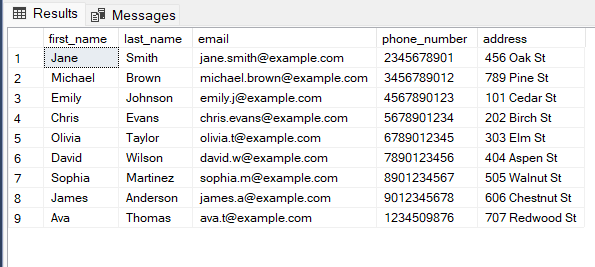 Results Messages
first_name last_name email phone_number address
1 Jane Smith jane.smith@example.com 2345678901 456 Oak St
2 Michael Brown michael.brown@example.com 3456789012 789 Pine St
3 Emily Johnson emily.j@example.com 4567890123 101 Cedar St
4 Chris Evans chris.evans@example.com 5678901234 202 Birch St
5 Olivia Taylor olivia.t@example.com 6789012345 303 Elm St
6 David Wilson david.w@example.com 7890123456 404 Aspen St
7 Sophia Martinez sophia.m@example.com 8901234567 505 Walnut St
8 James Anderson james.a@example.com 9012345678 606 Chestnut St
9 Ava Thomas ava.t@example.com 1234509876 707 Redwood St